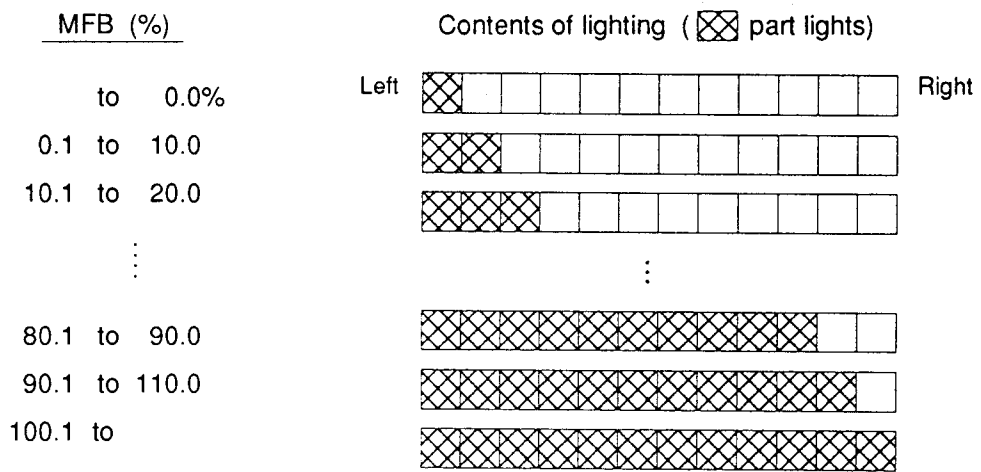 MFB (%)
Contents of lighting ( part lights)
Left
Right
to 0.0%
0.1 to 10.0
10.1 to 20.0
80.1 to 90.0
90.1 to 110.0
100.1 to